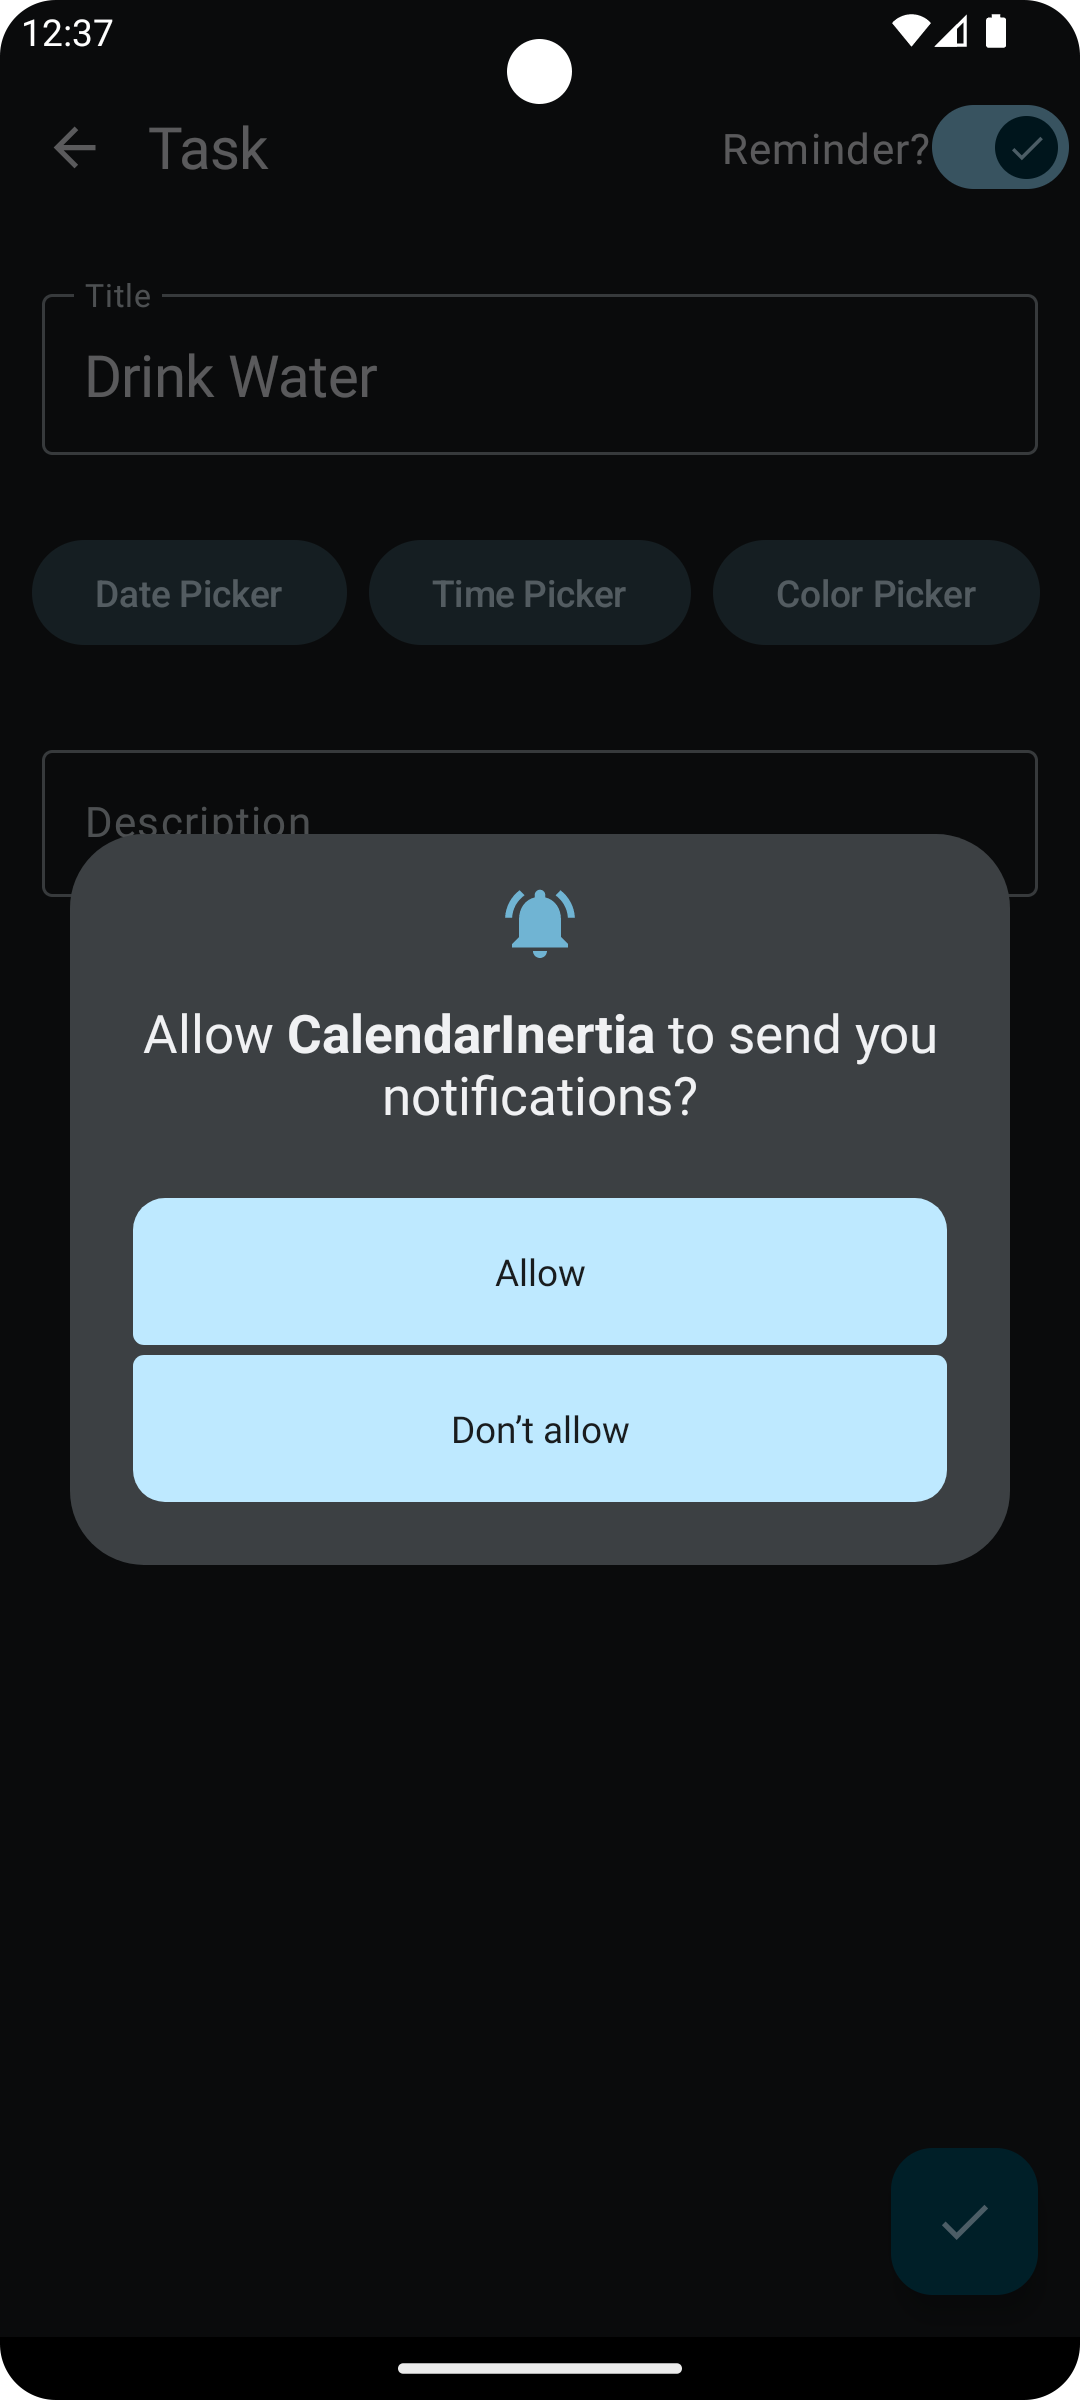 12:37
Task
Reminder?
Title
Drink Water
Date Picker
Time Picker
Color Picker
Description
Allow CalendarInertia to send you
notifications?
Allow
Don’t allow